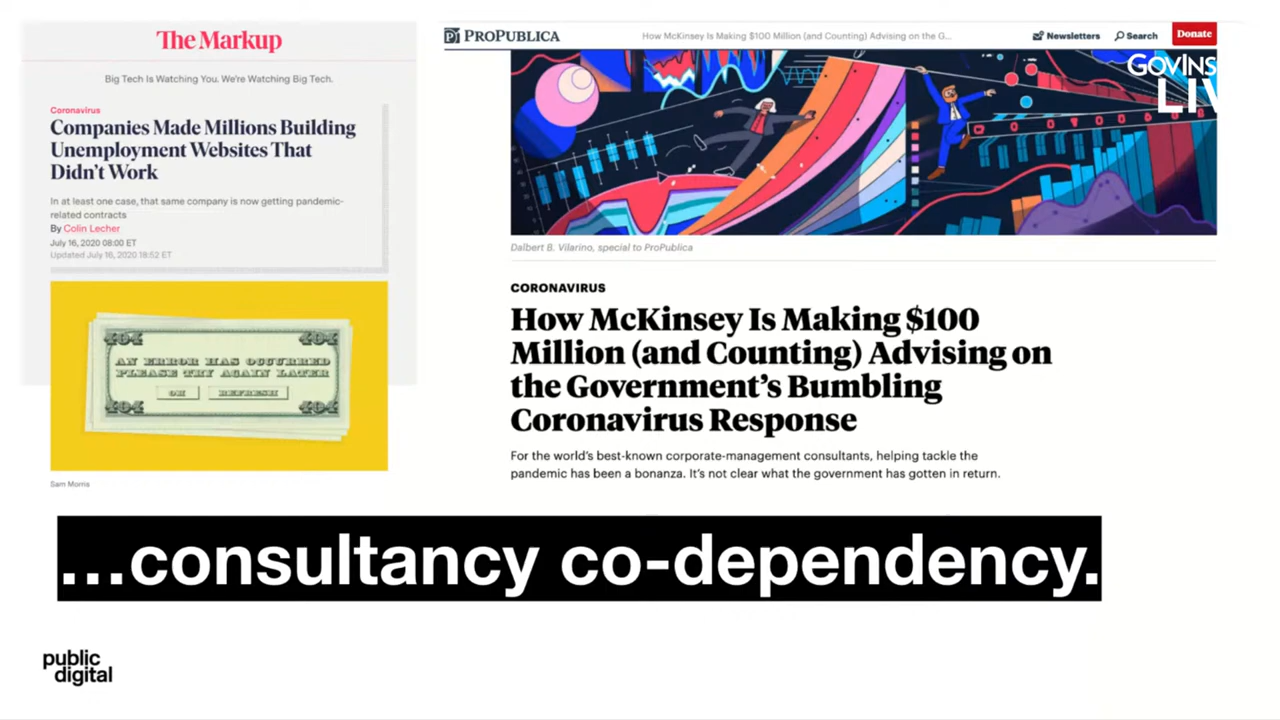 The Markup
Big Tech Is Watching You. We're Watching Big Tech.
Coronavirus
Companies Made Millions Building
Unemployment Websites That
Didn't Work
In at least one case, that same company is now getting pandemic-
related contracts
By Colin Lecher
July 16, 2020 08:00 ET
Updated July 16, 2020 18:52 ET
404 404
AN ERROR HAS OCCURRED
PLEASE TRY AGAIN LATER
OK REFRESH
404 404
Sam Morris
ProPublica
How McKinsey Is Making $100 Million (and Counting) Advising on the G...
Newsletters
Search
Donate
GovIns
LIV
Dalbert B. Vilarino, special to ProPublica
CORONAVIRUS
How McKinsey Is Making $100
Million (and Counting) Advising on
the Government's Bumbling
Coronavirus Response
For the world's best-known corporate-management consultants, helping tackle the
pandemic has been a bonanza. It's not clear what the government has gotten in return.
...consultancy co-dependency.
public
digital